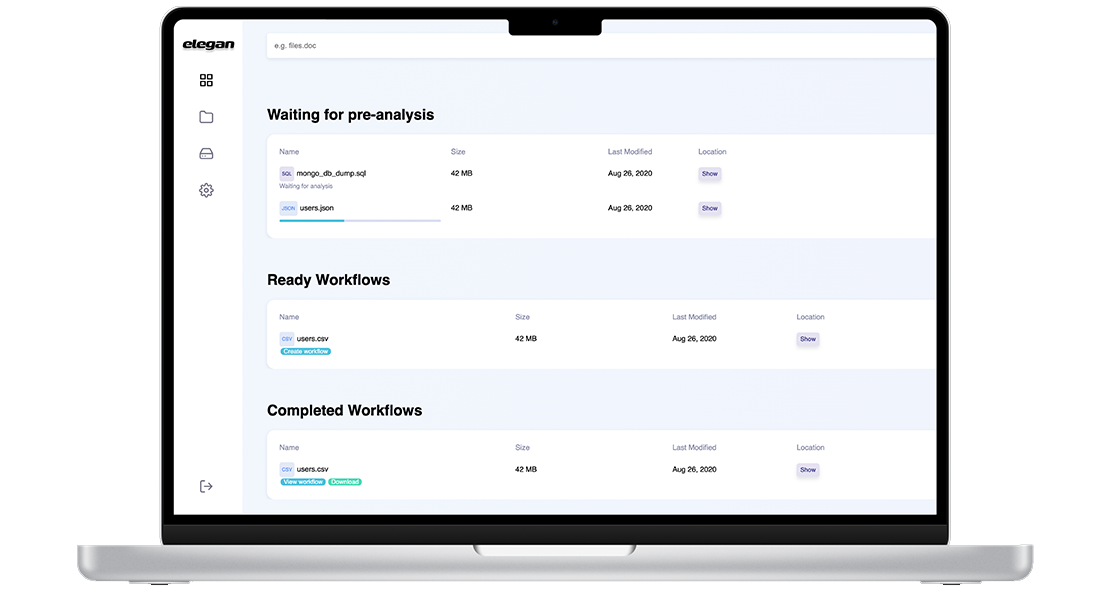 elegan
e.g. files.doc
Waiting for pre-analysis
Name Size Last Modified Location
SQL mongo_db_dump.sql 42 MB Aug 26, 2020 Show
Waiting for analysis
JSON users.json 42 MB Aug 26, 2020 Show
Ready Workflows
Name Size Last Modified Location
CSV users.csv 42 MB Aug 26, 2020 Show
Create workflow
Completed Workflows
Name Size Last Modified Location
CSV users.csv 42 MB Aug 26, 2020 Show
View workflow Download